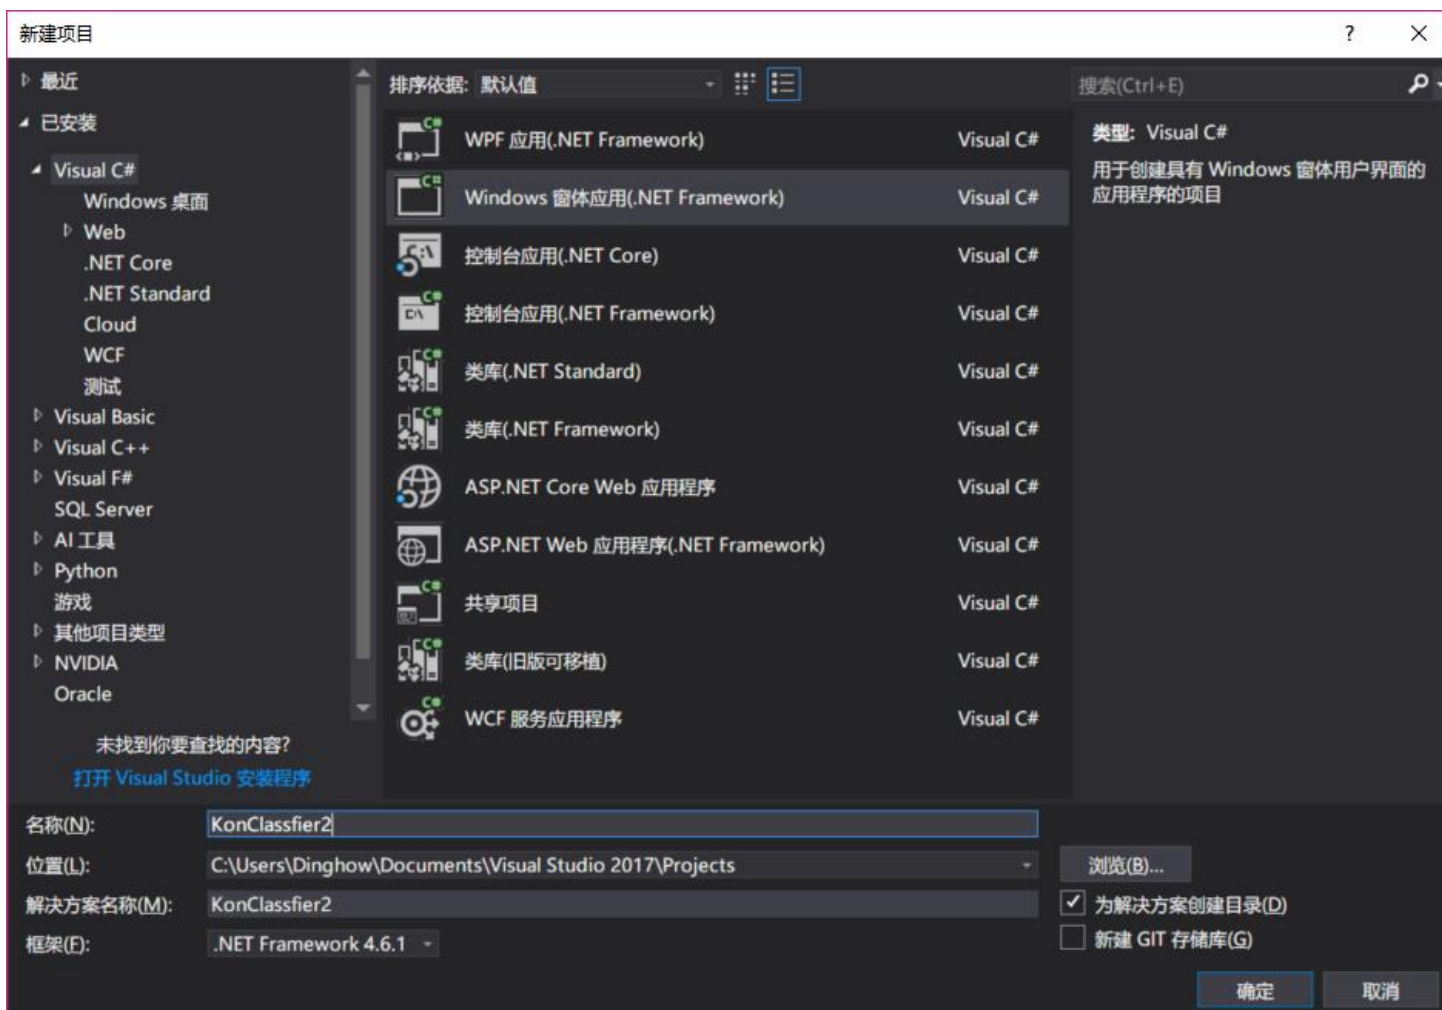 新建项目
?
最近
已安装
Visual C#
Windows 桌面
Web
.NET Core
.NET Standard
Cloud
WCF
测试
Visual Basic
Visual C++
Visual F#
SQL Server
AI 工具
Python
游戏
其他项目类型
NVIDIA
Oracle
未找到你要查找的内容?
打开 Visual Studio 安装程序
排序依据: 默认值
WPF 应用(.NET Framework) Visual C#
Windows 窗体应用(.NET Framework) Visual C#
控制台应用(.NET Core) Visual C#
控制台应用(.NET Framework) Visual C#
类库(.NET Standard) Visual C#
类库(.NET Framework) Visual C#
ASP.NET Core Web 应用程序 Visual C#
ASP.NET Web 应用程序(.NET Framework) Visual C#
共享项目 Visual C#
类库(旧版可移植) Visual C#
WCF 服务应用程序 Visual C#
搜索(Ctrl+E)
类型: Visual C#
用于创建具有 Windows 窗体用户界面的
应用程序的项目
名称(N): KonClassfier2
位置(L): C:\Users\Dinghow\Documents\Visual Studio 2017\Projects 浏览(B)...
解决方案名称(M): KonClassfier2 为解决方案创建目录(D)
框架(F): .NET Framework 4.6.1 新建 GIT 存储库(G)
确定 取消